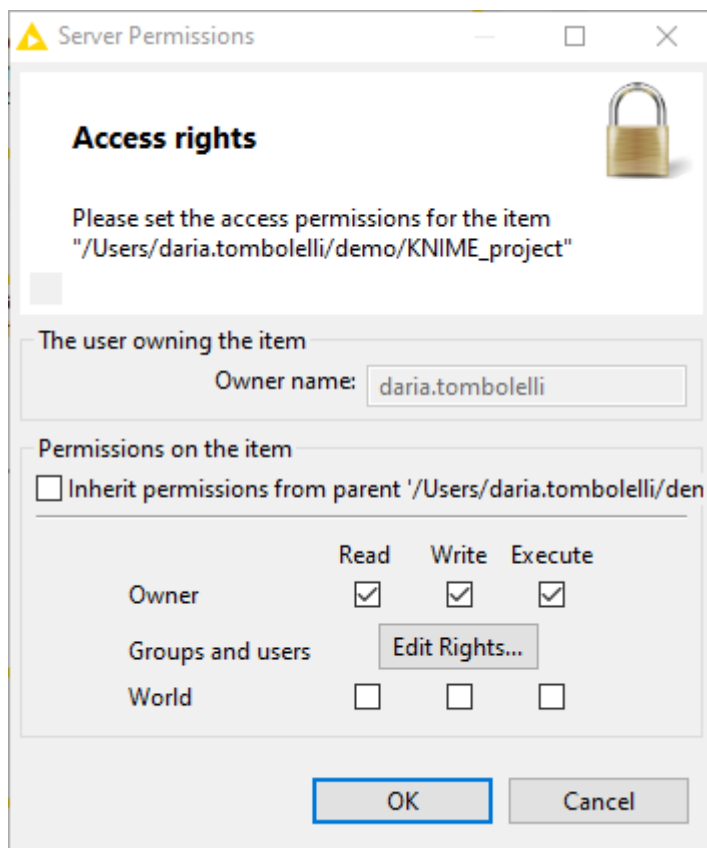 Server Permissions
Access rights
Please set the access permissions for the item
"/Users/daria.tombolelli/demo/KNIME_project"
The user owning the item
Owner name: daria.tombolelli
Permissions on the item
Inherit permissions from parent '/Users/daria.tombolelli/den
Read Write Execute
Owner
Groups and users Edit Rights...
World
OK Cancel